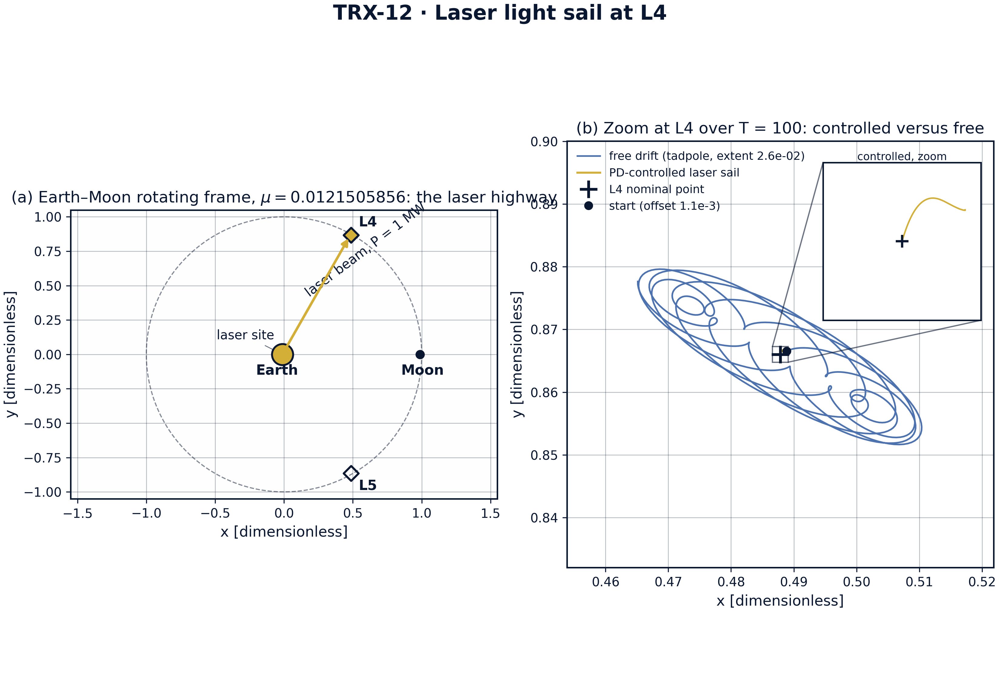 TRX-12 · Laser light sail at L4
(a) Earth–Moon rotating frame, μ = 0.0121505856: the laser highway
y [dimensionless]
1.00
0.75
0.50
0.25
0.00
−0.25
−0.50
−0.75
−1.00
−1.5
−1.0
−0.5
0.0
0.5
1.0
1.5
x [dimensionless]
L4
laser beam, P = 1 MW
laser site
Earth
Moon
L5
(b) Zoom at L4 over T = 100: controlled versus free
y [dimensionless]
0.90
0.89
0.88
0.87
0.86
0.85
0.84
0.46
0.47
0.48
0.49
0.50
0.51
0.52
x [dimensionless]
free drift (tadpole, extent 2.6e-02)
PD-controlled laser sail
L4 nominal point
start (offset 1.1e-3)
controlled, zoom